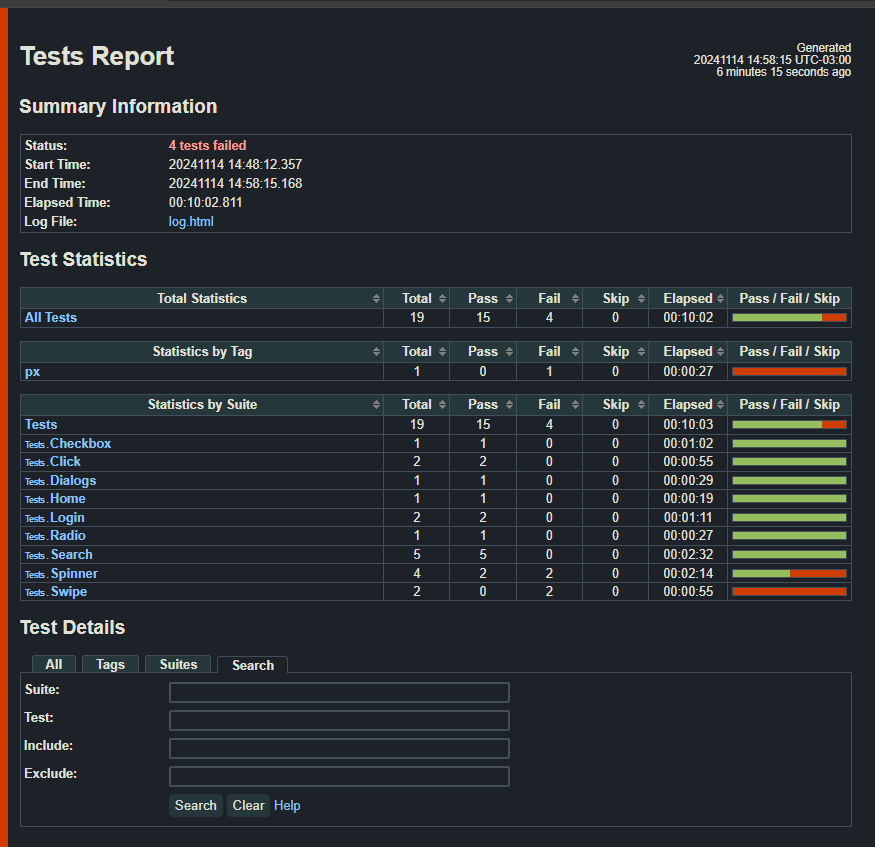 Tests Report
Generated
20241114 14:58:15 UTC-03:00
6 minutes 15 seconds ago
Summary Information
Status: 4 tests failed
Start Time: 20241114 14:48:12.357
End Time: 20241114 14:58:15.168
Elapsed Time: 00:10:02.811
Log File: log.html
Test Statistics
Total Statistics Total Pass Fail Skip Elapsed Pass / Fail / Skip
All Tests 19 15 4 0 00:10:02
Statistics by Tag Total Pass Fail Skip Elapsed Pass / Fail / Skip
px 1 0 1 0 00:00:27
Statistics by Suite Total Pass Fail Skip Elapsed Pass / Fail / Skip
Tests 19 15 4 0 00:10:03
Tests . Checkbox 1 1 0 0 00:01:02
Tests . Click 2 2 0 0 00:00:55
Tests . Dialogs 1 1 0 0 00:00:29
Tests . Home 1 1 0 0 00:00:19
Tests . Login 2 2 0 0 00:01:11
Tests . Radio 1 1 0 0 00:00:27
Tests . Search 5 5 0 0 00:02:32
Tests . Spinner 4 2 2 0 00:02:14
Tests . Swipe 2 0 2 0 00:00:55
Test Details
All Tags Suites Search
Suite:
Test:
Include:
Exclude:
Search Clear Help